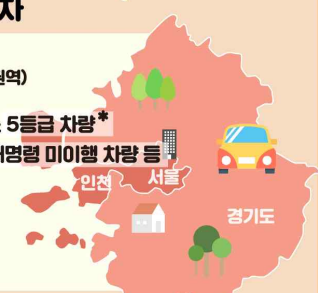 차
권역)
5등급 차량*
명령 미이행 차량 등
인천 서울
경기도